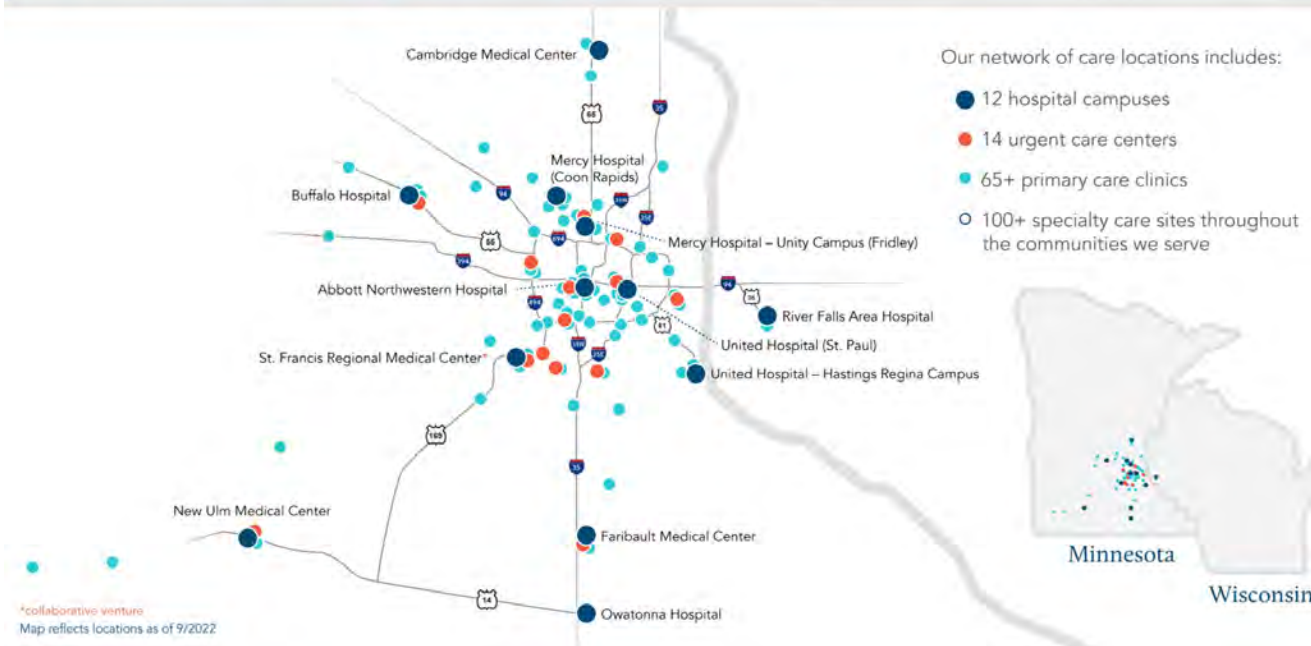 Cambridge Medical Center
Our network of care locations includes:
12 hospital campuses
14 urgent care centers
65+ primary care clinics
100+ specialty care sites throughout
the communities we serve
35
65
Mercy Hospital
(Coon Rapids)
Buffalo Hospital
94
35W
35E
55
694
Mercy Hospital – Unity Campus (Fridley)
394
Abbott Northwestern Hospital
494
94
River Falls Area Hospital
61
United Hospital (St. Paul)
35W
35E
St. Francis Regional Medical Center*
United Hospital – Hastings Regina Campus
169
35
New Ulm Medical Center
Faribault Medical Center
Minnesota
Wisconsin
14
Owatonna Hospital
*collaborative venture
Map reflects locations as of 9/2022